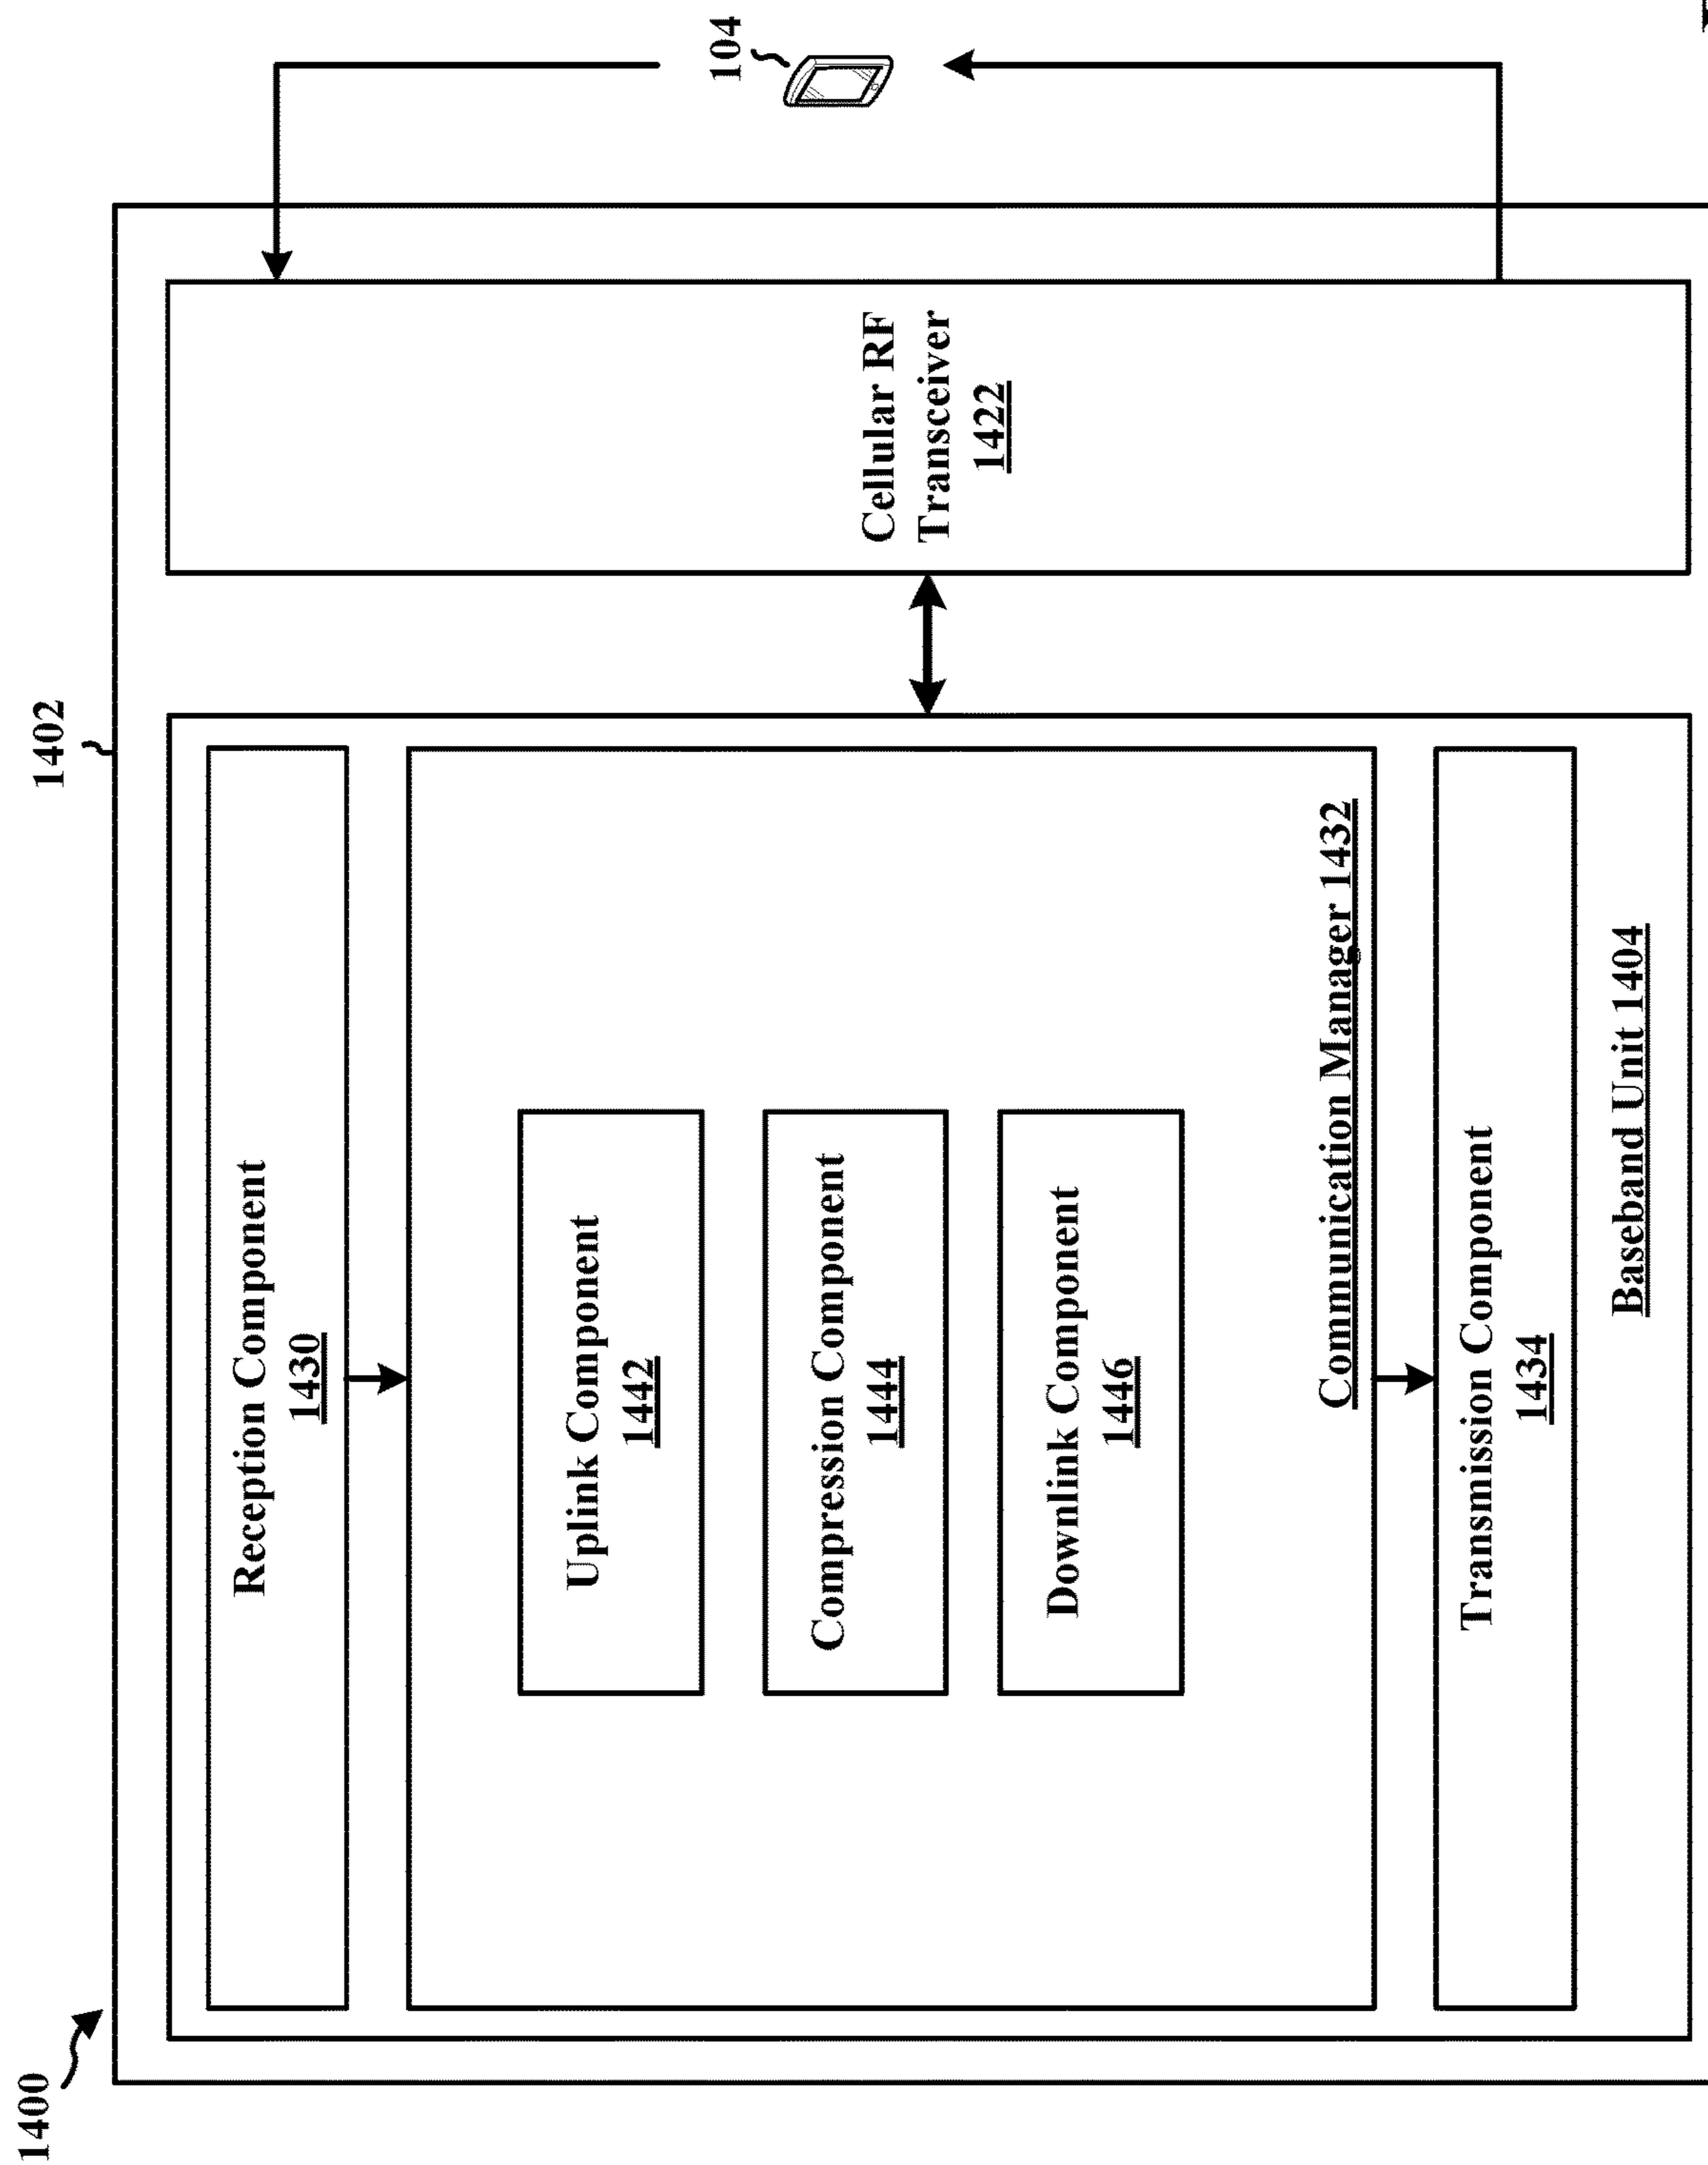 1400
1402
Reception Component
1430
Uplink Component
1442
Compression Component
1444
Downlink Component
1446
Communication Manager 1432
Transmission Component
1434
Baseband Unit 1404
Cellular RF
Transceiver
1422
104